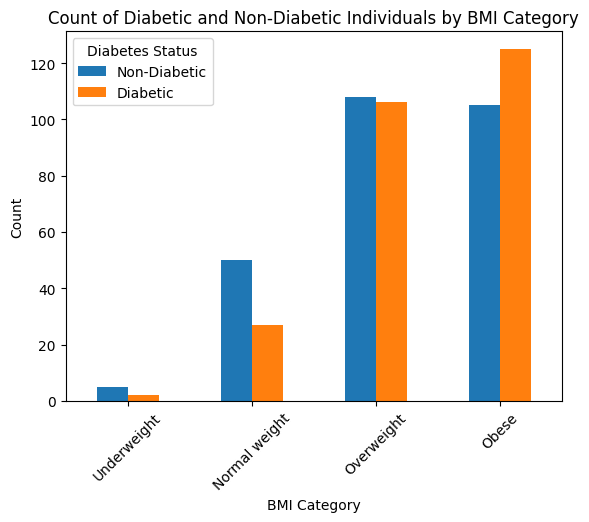 Count of Diabetic and Non-Diabetic Individuals by BMI Category
Diabetes Status
Non-Diabetic
Diabetic
120
100
80
60
40
20
0
Count
Underweight
Normal weight
Overweight
Obese
BMI Category